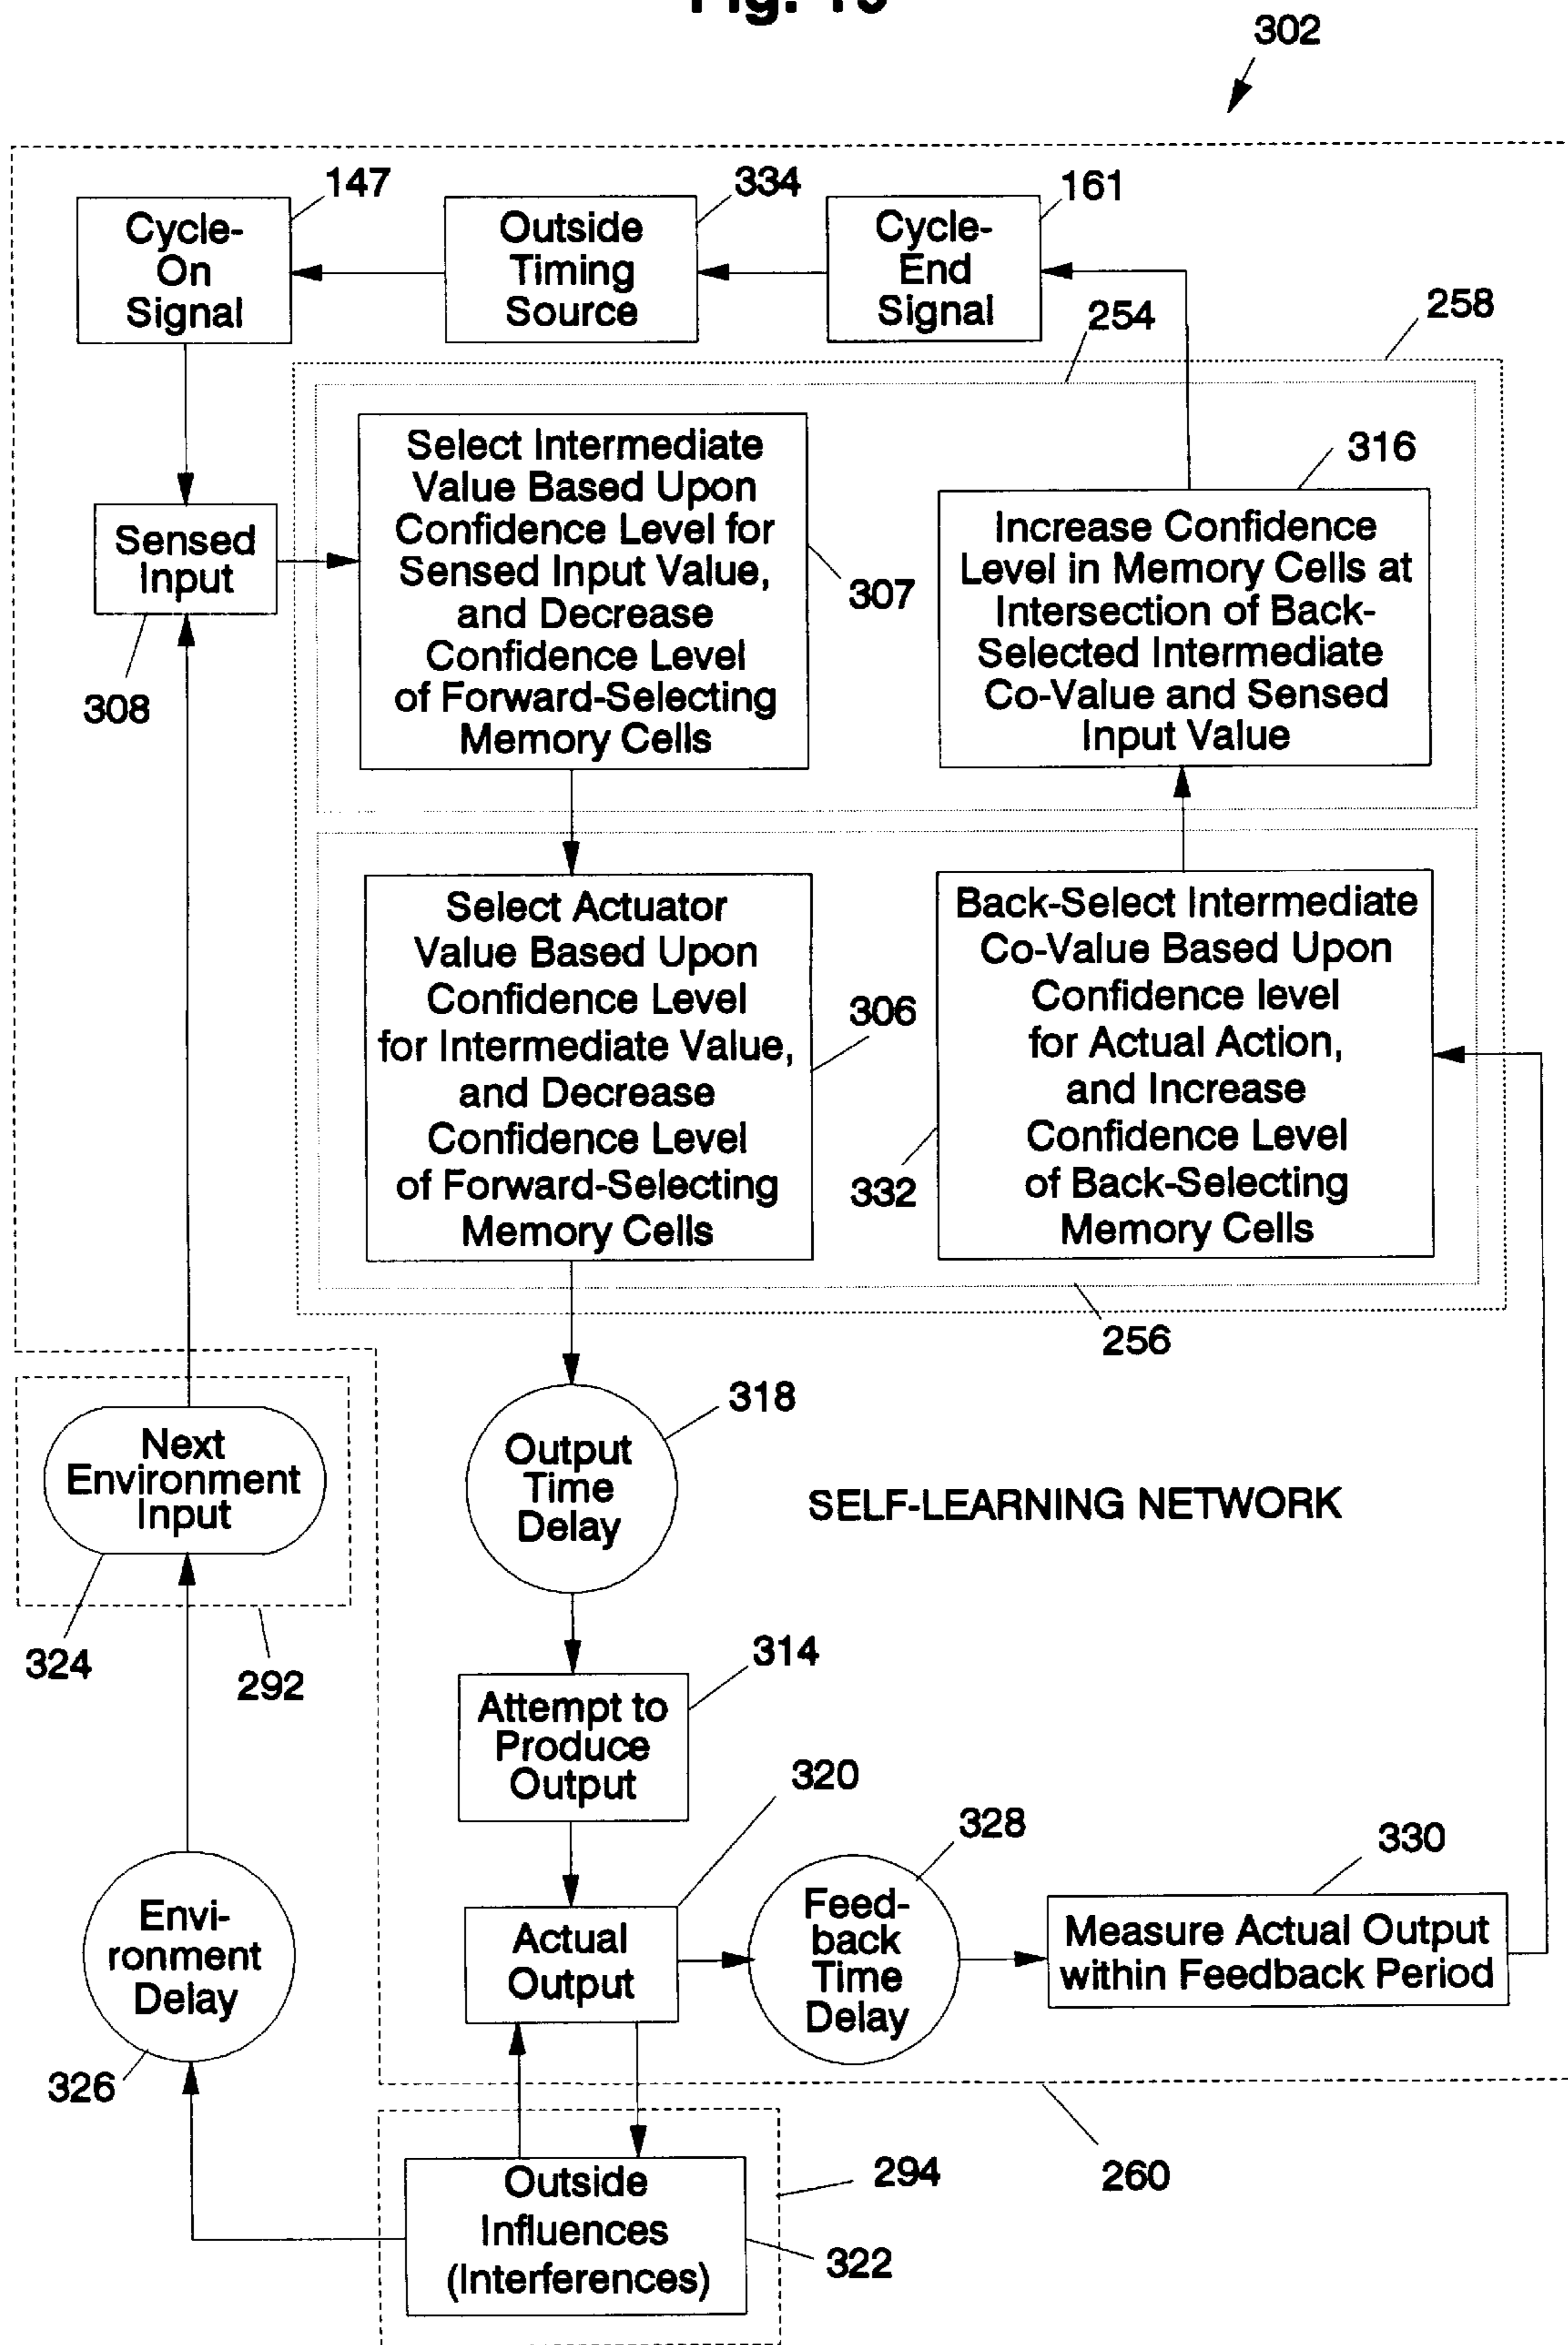 302
147
334
161
Cycle-
On
Signal
Outside
Timing
Source
Cycle-
End
Signal
254
258
Select Intermediate
Value Based Upon
Confidence Level for
Sensed Input Value,
and Decrease
Confidence Level
of Forward-Selecting
Memory Cells
307
316
Increase Confidence
Level in Memory Cells at
Intersection of Back-
Selected Intermediate
Co-Value and Sensed
Input Value
Sensed
Input
308
Select Actuator
Value Based Upon
Confidence Level
for Intermediate Value,
and Decrease
Confidence Level
of Forward-Selecting
Memory Cells
306
Back-Select Intermediate
Co-Value Based Upon
Confidence level
for Actual Action,
and Increase
Confidence Level
of Back-Selecting
Memory Cells
332
256
Next
Environment
Input
324
292
Output
Time
Delay
318
SELF-LEARNING NETWORK
Attempt to
Produce
Output
314
320
328
330
Envi-
ronment
Delay
326
Actual
Output
Feed-
back
Time
Delay
Measure Actual Output
within Feedback Period
260
294
Outside
Influences
(Interferences)
322